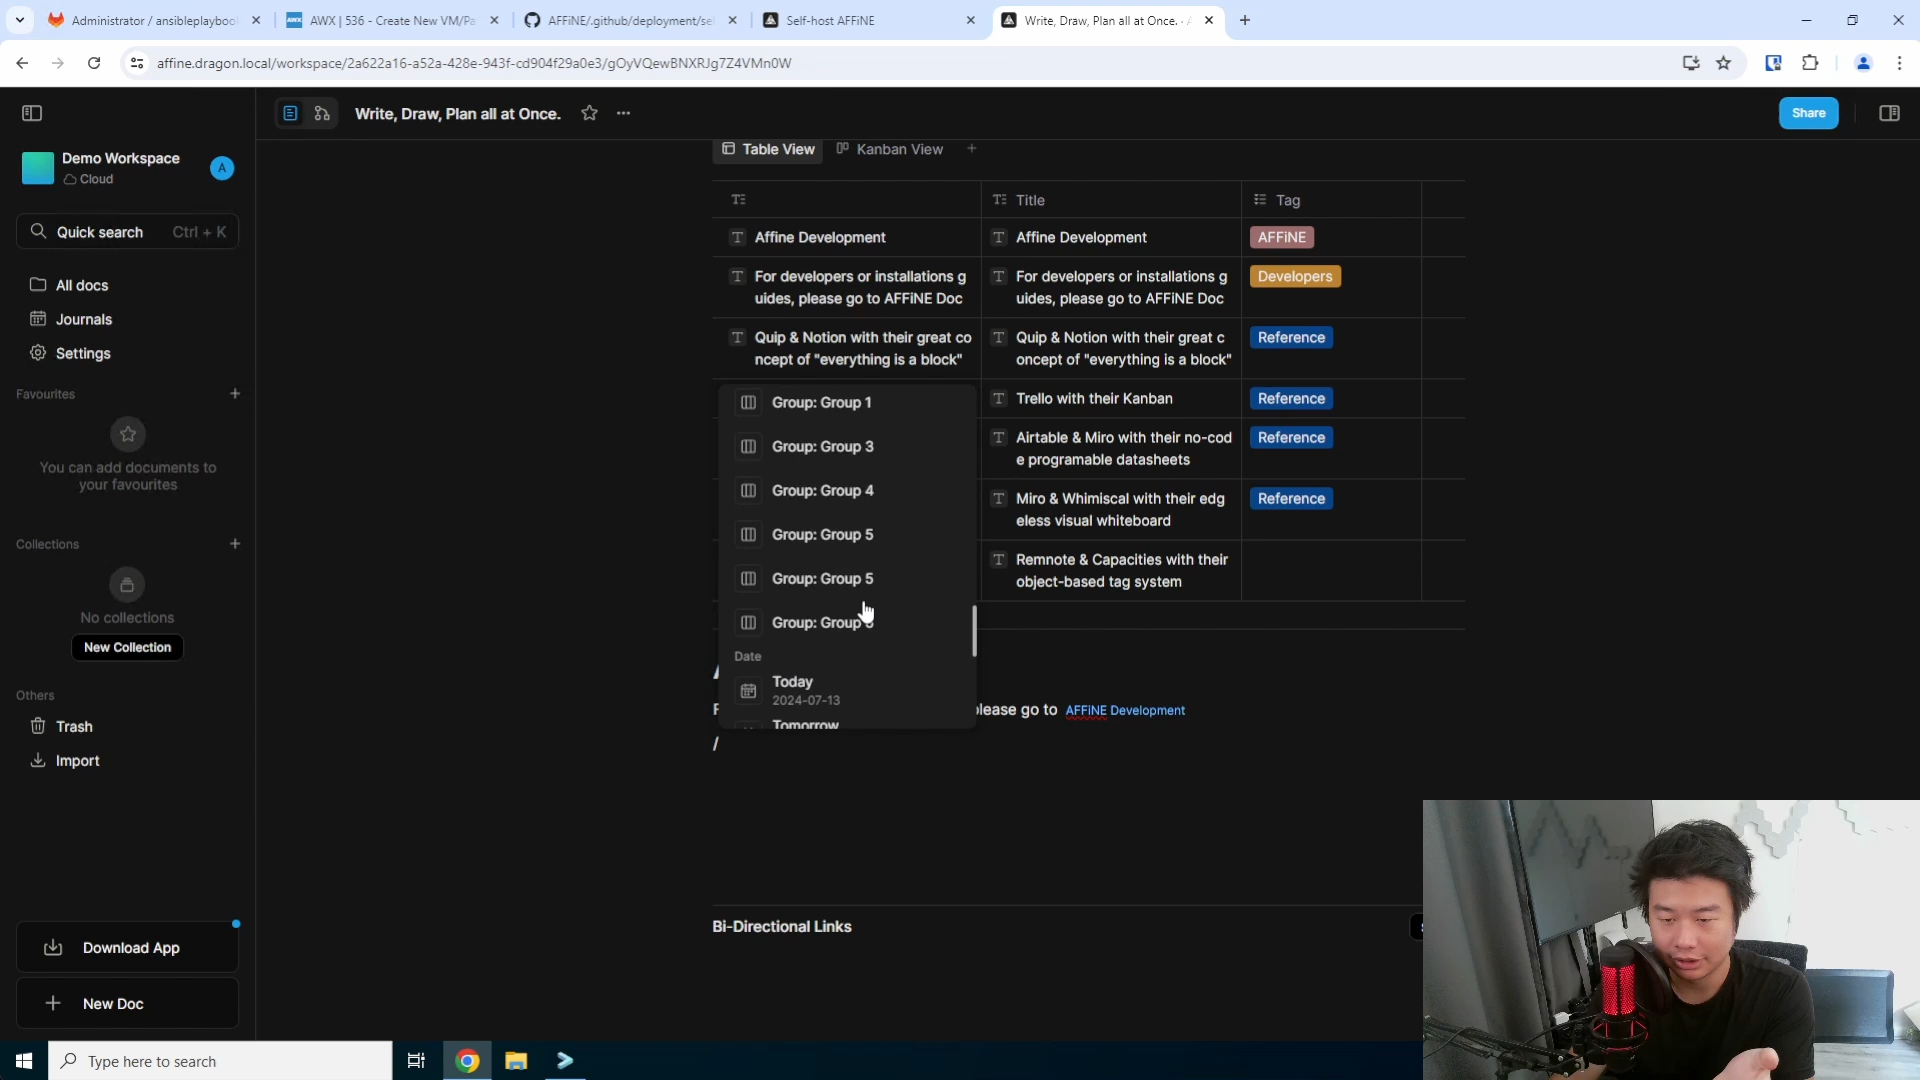 Administrator / ansibleplayboo
AWX | 536 - Create New VM/Pa
AFFiNE/.github/deployment/sel
Self-host AFFiNE
Write, Draw, Plan all at Once. ·
affine.dragon.local/workspace/2a622a16-a52a-428e-943f-cd904f29a0e3/gOyVQewBNXRJg7Z4VMn0W
Write, Draw, Plan all at Once.
Share
Demo Workspace
Cloud
A
Quick search Ctrl + K
All docs
Journals
Settings
Favourites
You can add documents to
your favourites
Collections
No collections
New Collection
Others
Trash
Import
Download App
New Doc
Table View
Kanban View
Title
Tag
Affine Development
Affine Development
AFFiNE
For developers or installations g
uides, please go to AFFiNE Doc
For developers or installations g
uides, please go to AFFiNE Doc
Developers
Quip & Notion with their great co
ncept of "everything is a block"
Quip & Notion with their great c
oncept of "everything is a block"
Reference
Trello with their Kanban
Reference
Airtable & Miro with their no-cod
e programable datasheets
Reference
Miro & Whimiscal with their edg
eless visual whiteboard
Reference
Remnote & Capacities with their
object-based tag system
Group: Group 1
Group: Group 3
Group: Group 4
Group: Group 5
Group: Group 5
Group: Group
Date
Today
2024-07-13
Tomorrow
please go to AFFiNE Development
/
Bi-Directional Links
Type here to search